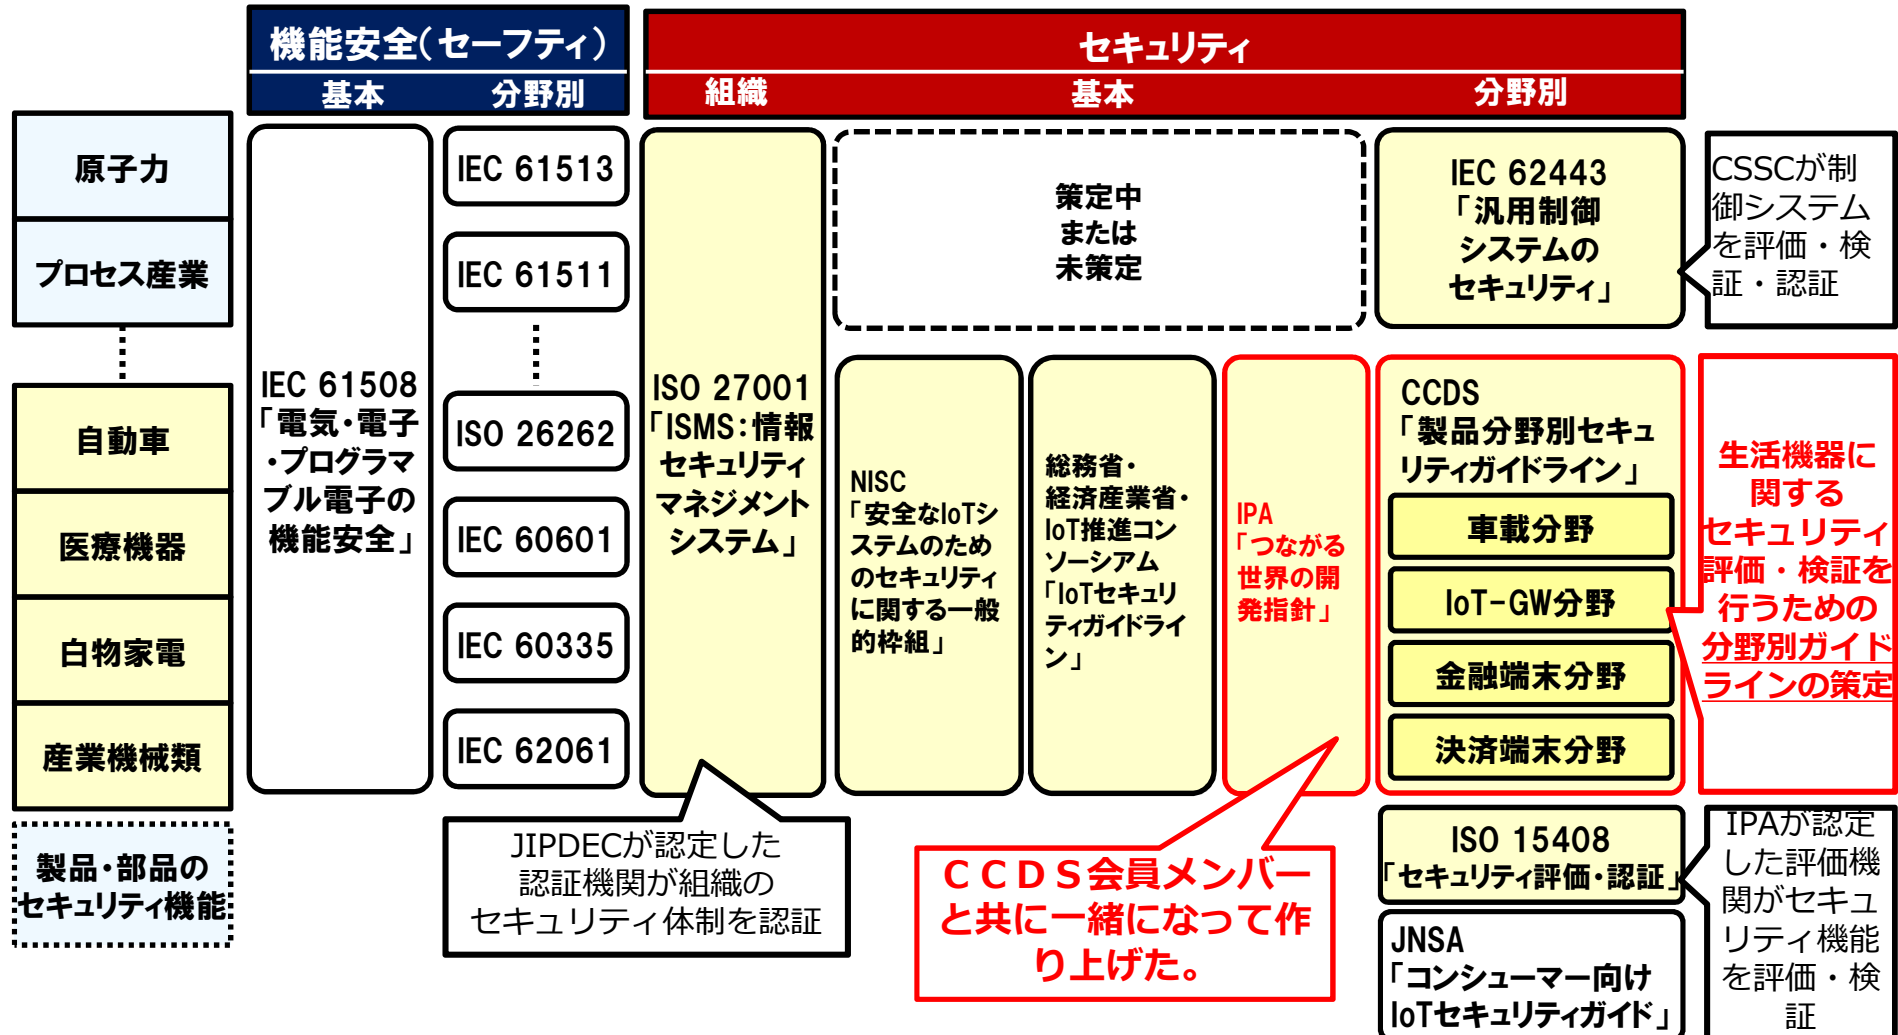 機能安全(セーフティ)
セキュリティ
基本
分野別
組織
基本
分野別
原子力
プロセス産業
自動車
医療機器
白物家電
産業機械類
製品・部品の
セキュリティ機能
IEC 61508
「電気・電子
・プログラマ
ブル電子の
機能安全」
IEC 61513
IEC 61511
ISO 26262
IEC 60601
IEC 60335
IEC 62061
ISO 27001
「ISMS:情報
セキュリティ
マネジメント
システム」
策定中
または
未策定
NISC
「安全なIoTシ
ステムのため
のセキュリティ
に関する一般
的枠組」
総務省・
経済産業省・
IoT推進コン
ソーシアム
「IoTセキュリ
ティガイドライ
ン」
IPA
「つながる
世界の開
発指針」
IEC 62443
「汎用制御
システムの
セキュリティ」
CCDS
「製品分野別セキュ
リティガイドライン」
車載分野
IoT-GW分野
金融端末分野
決済端末分野
ISO 15408
「セキュリティ評価・認証」
JNSA
「コンシューマー向け
IoTセキュリティガイド」
CSSCが制
御システム
を評価・検
証・認証
生活機器に
関する
セキュリティ
評価・検証を
行うための
分野別ガイド
ラインの策定
IPAが認定
した評価機
関がセキュ
リティ機能
を評価・検
証
JIPDECが認定した
認証機関が組織の
セキュリティ体制を認証
ＣＣＤＳ会員メンバー
と共に一緒になって作
り上げた。